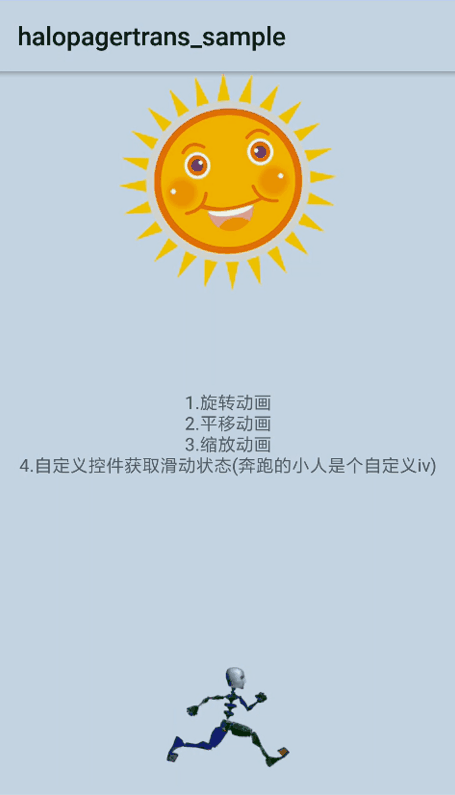 halopagertrans_sample
1.旋转动画
2.平移动画
3.缩放动画
4.自定义控件获取滑动状态(奔跑的小人是个自定义iv)